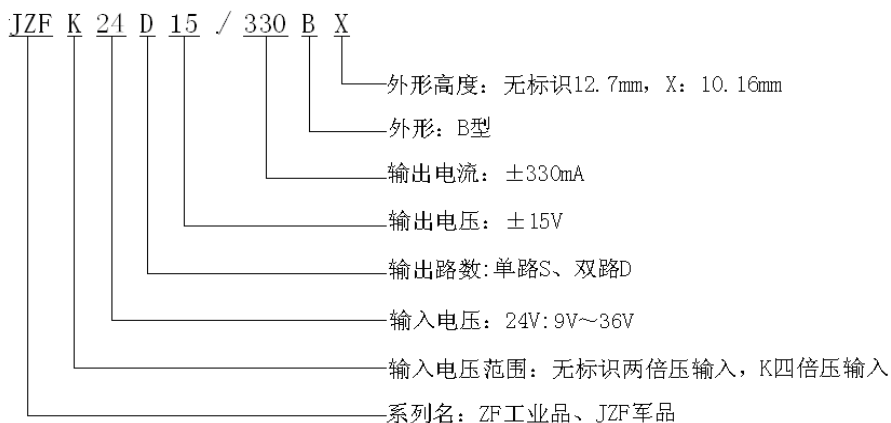 JZF K 24 D 15 / 330 B X
外形高度：无标识12.7mm，X：10.16mm
外形：B型
输出电流：±330mA
输出电压：±15V
输出路数:单路S、双路D
输入电压：24V:9V～36V
输入电压范围：无标识两倍压输入，K四倍压输入
系列名：ZF工业品、JZF军品